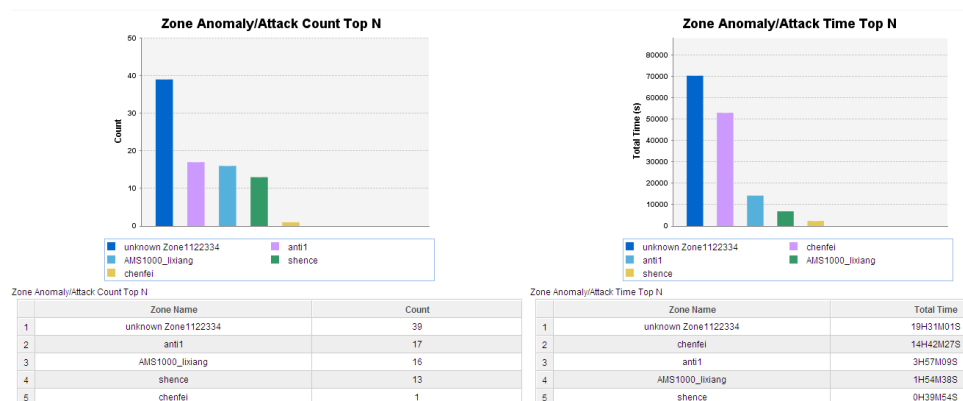 Zone Anomaly/Attack Count Top N
50
40
30
20
10
0
Count
unknown Zone1122334
anti1
AMS1000_lixiang
shence
chenfei
Zone Anomaly/Attack Count Top N
Zone Name Count
1 unknown Zone1122334 39
2 anti1 17
3 AMS1000_lixiang 16
4 shence 13
5 chenfei 1
Zone Anomaly/Attack Time Top N
80000
70000
60000
50000
40000
30000
20000
10000
0
Total Time (s)
unknown Zone1122334
chenfei
anti1
AMS1000_lixiang
shence
Zone Anomaly/Attack Time Top N
Zone Name Total Time
1 unknown Zone1122334 19H31M01S
2 chenfei 14H42M27S
3 anti1 3H57M09S
4 AMS1000_lixiang 1H54M38S
5 shence 0H39M54S